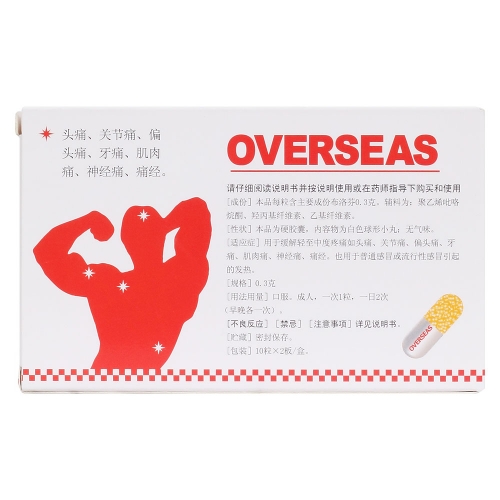 头痛、关节痛、偏
头痛、牙痛、肌肉
痛、神经痛、痛经。
OVERSEAS
请仔细阅读说明书并按说明使用或在药师指导下购买和使用
[成份] 本品每粒含主要成份布洛芬0.3克。辅料为：聚乙烯吡咯
烷酮、羟丙基纤维素、乙基纤维素。
[性状] 本品为硬胶囊，内容物为白色球形小丸；无气味。
[适应症] 用于缓解轻至中度疼痛如头痛、关节痛、偏头痛、牙
痛、肌肉痛、神经痛、痛经。也用于普通感冒或流行性感冒引起
的发热。
[规格] 0.3克
[用法用量] 口服。成人，一次1粒，一日2次
（早晚各一次）。
[不良反应] [禁忌] [注意事项] 详见说明书.
[贮藏] 密封保存。
[包装] 10粒×2板/盒。
OVERSEAS